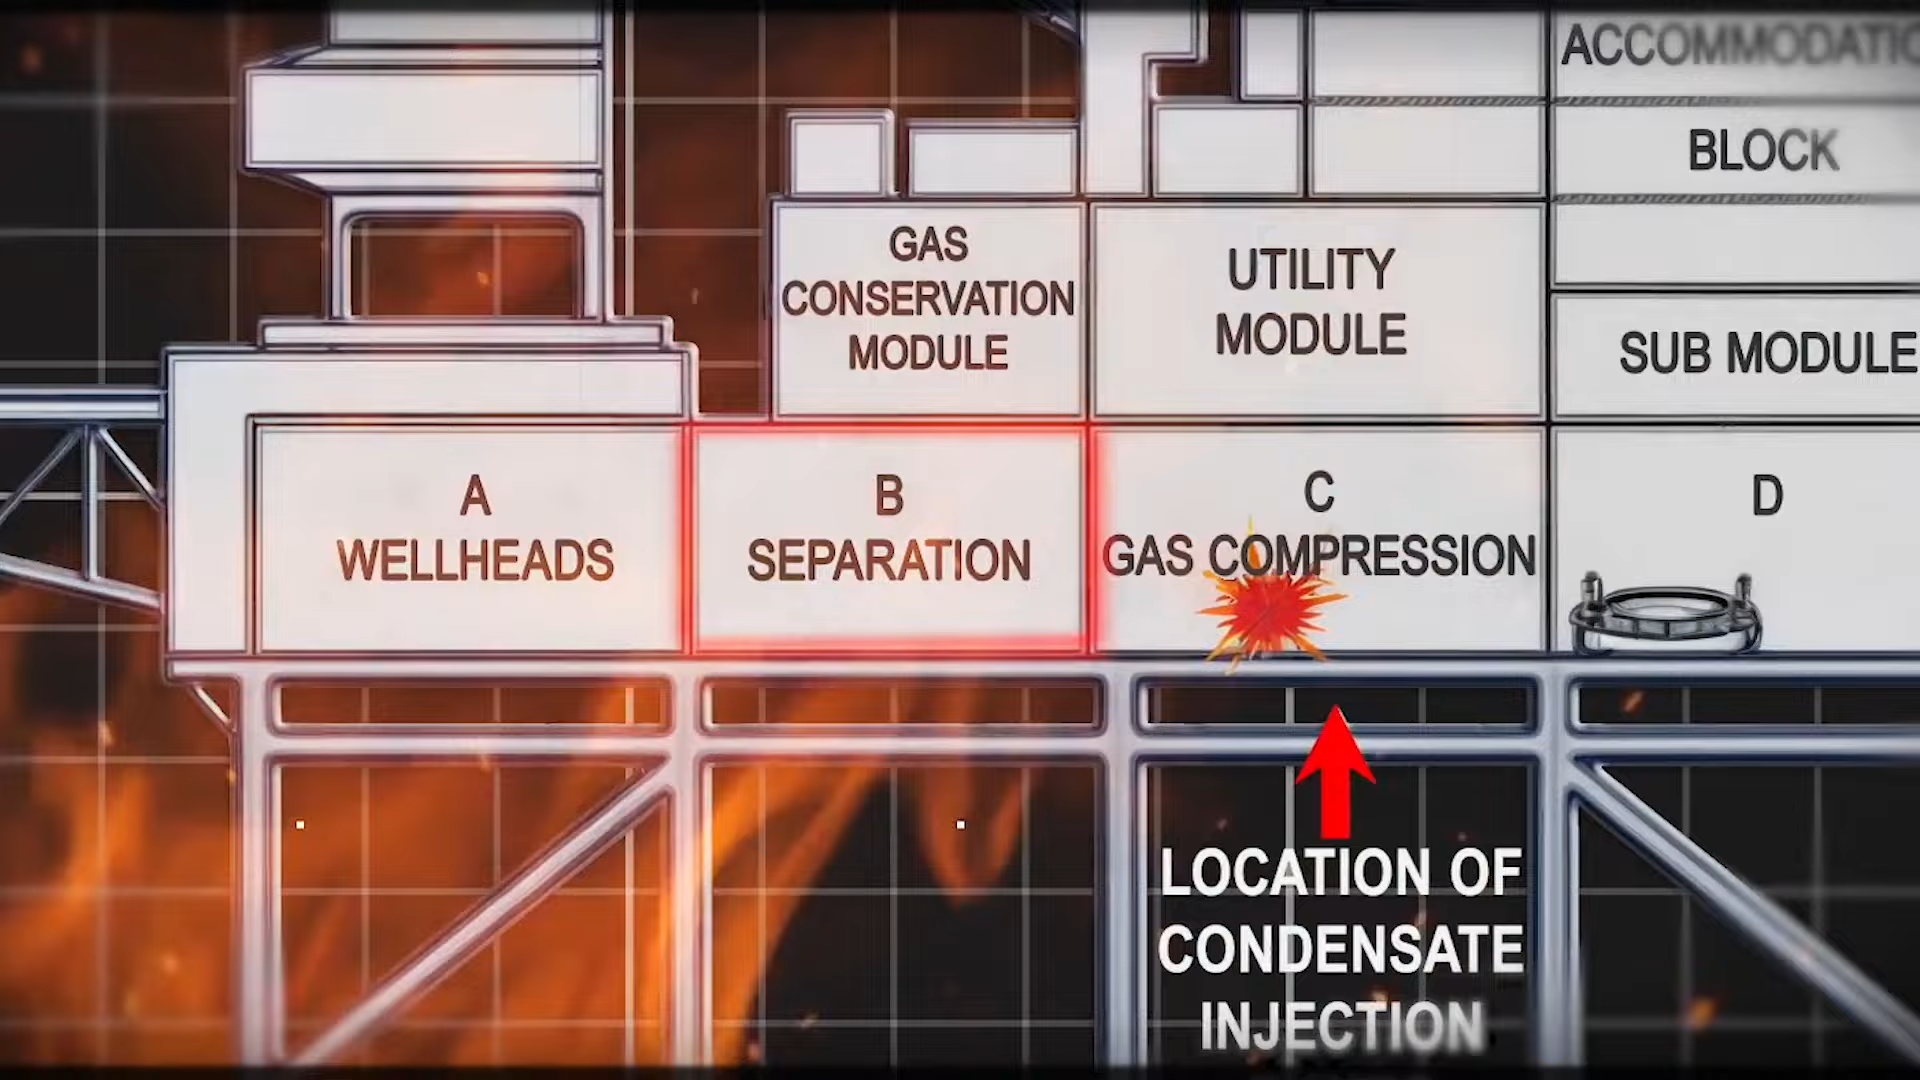 ACCOMMODATIO
BLOCK
GAS
CONSERVATION
MODULE
UTILITY
MODULE
SUB MODULE
A
WELLHEADS
B
SEPARATION
C
GAS COMPRESSION
D
LOCATION OF
CONDENSATE
INJECTION